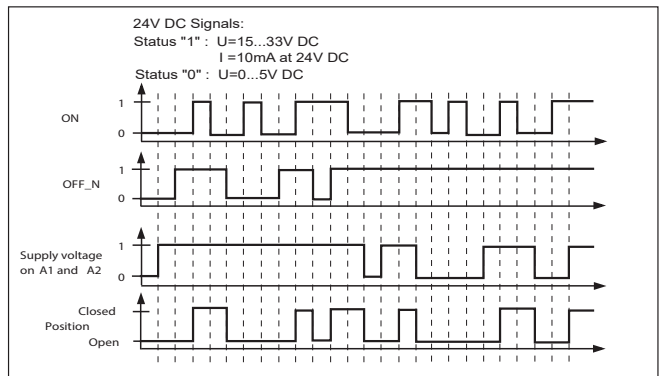 24V DC Signals:
Status "1" : U=15...33V DC
I =10mA at 24V DC
Status "0" : U=0...5V DC
1
ON
0
1
OFF_N
0
1
Supply voltage
on A1 and A2
0
Closed
Position
Open